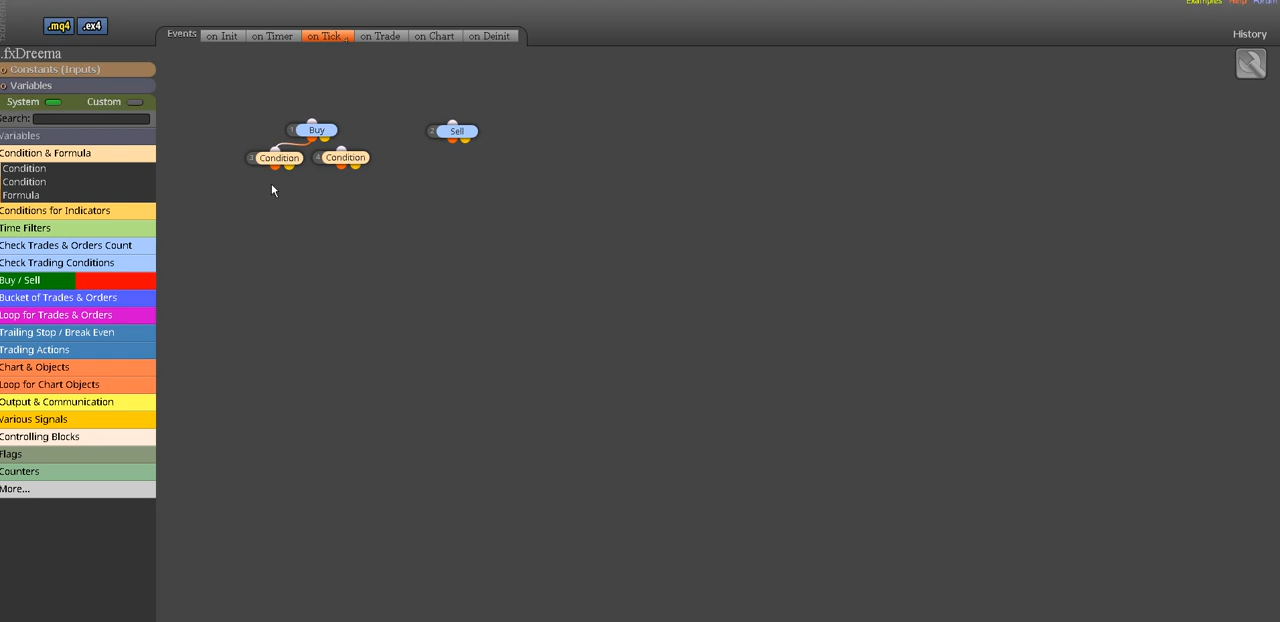 Examples Help Forum
.mq4 .ex4
Events on Init on Timer on Tick 4 on Trade on Chart on Deinit
History
.fxDreema
Constants (Inputs)
Variables
System Custom
Search:
Variables
Condition & Formula
Condition
Condition
Formula
Conditions for Indicators
Time Filters
Check Trades & Orders Count
Check Trading Conditions
Buy / Sell
Bucket of Trades & Orders
Loop for Trades & Orders
Trailing Stop / Break Even
Trading Actions
Chart & Objects
Loop for Chart Objects
Output & Communication
Various Signals
Controlling Blocks
Flags
Counters
More...
1 Buy
2 Sell
3 Condition
4 Condition